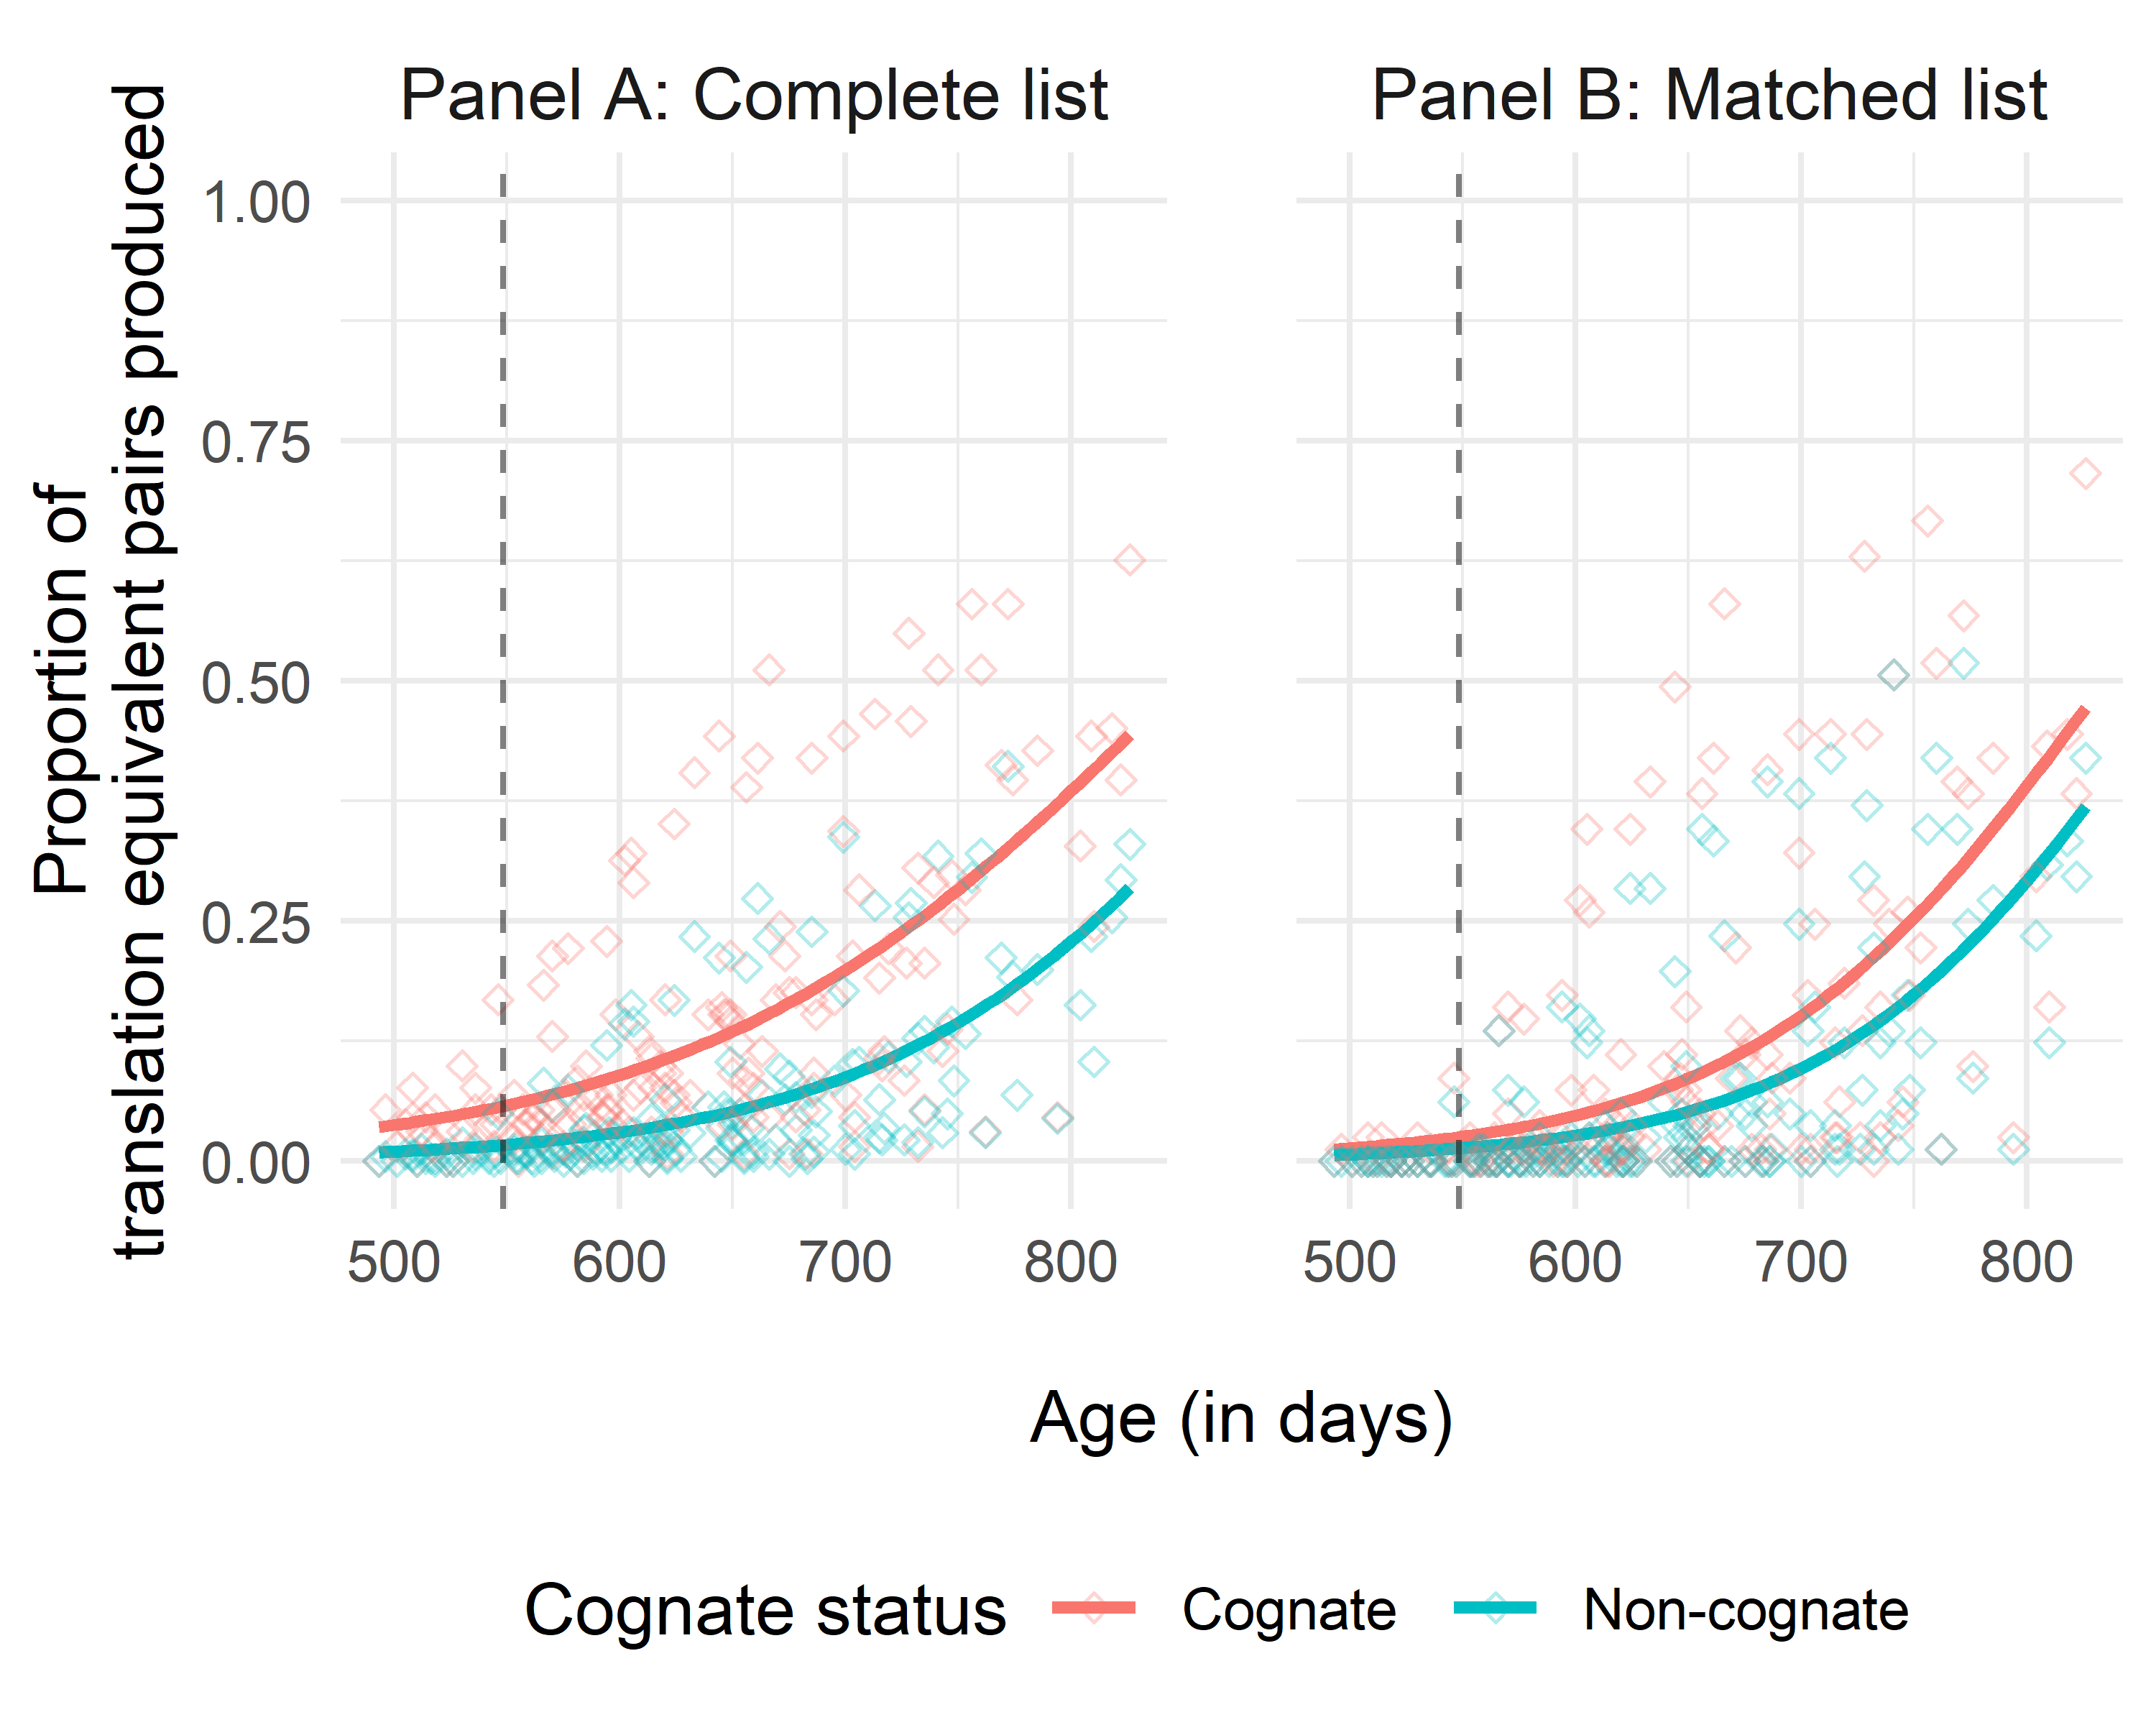 Panel A: Complete list
Panel B: Matched list
Proportion of
translation equivalent pairs produced
1.00
0.75
0.50
0.25
0.00
500 600 700 800
500 600 700 800
Age (in days)
Cognate status Cognate Non-cognate